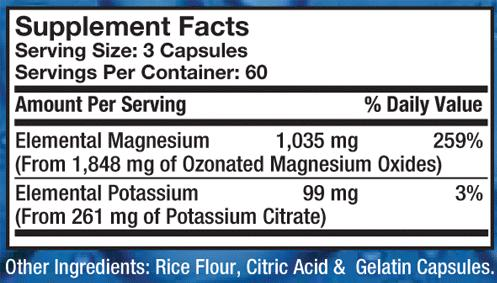 Supplement Facts
Serving Size: 3 Capsules
Servings Per Container: 60
Amount Per Serving % Daily Value
Elemental Magnesium 1,035 mg 259%
(From 1,848 mg of Ozonated Magnesium Oxides)
Elemental Potassium 99 mg 3%
(From 261 mg of Potassium Citrate)
Other Ingredients: Rice Flour, Citric Acid & Gelatin Capsules.